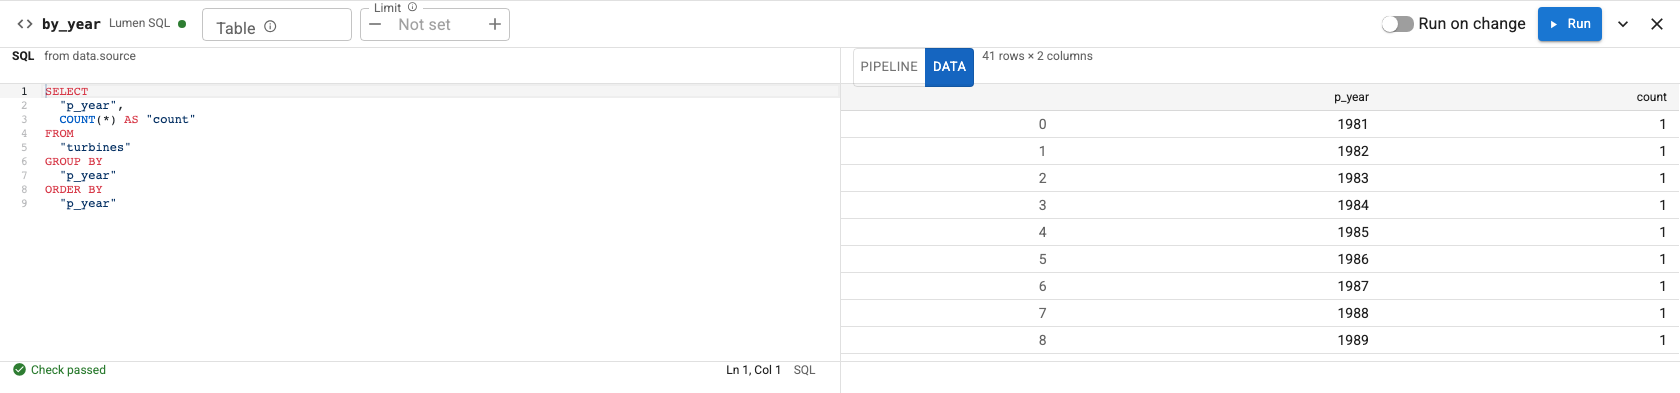 <> by_year Lumen SQL Table Limit − Not set + Run on change Run
SQL from data.source
PIPELINE DATA 41 rows × 2 columns
1 SELECT
2 "p_year",
3 COUNT(*) AS "count"
4 FROM
5 "turbines"
6 GROUP BY
7 "p_year"
8 ORDER BY
9 "p_year"
p_year count
0 1981 1
1 1982 1
2 1983 1
3 1984 1
4 1985 1
5 1986 1
6 1987 1
7 1988 1
8 1989 1
Check passed Ln 1, Col 1 SQL